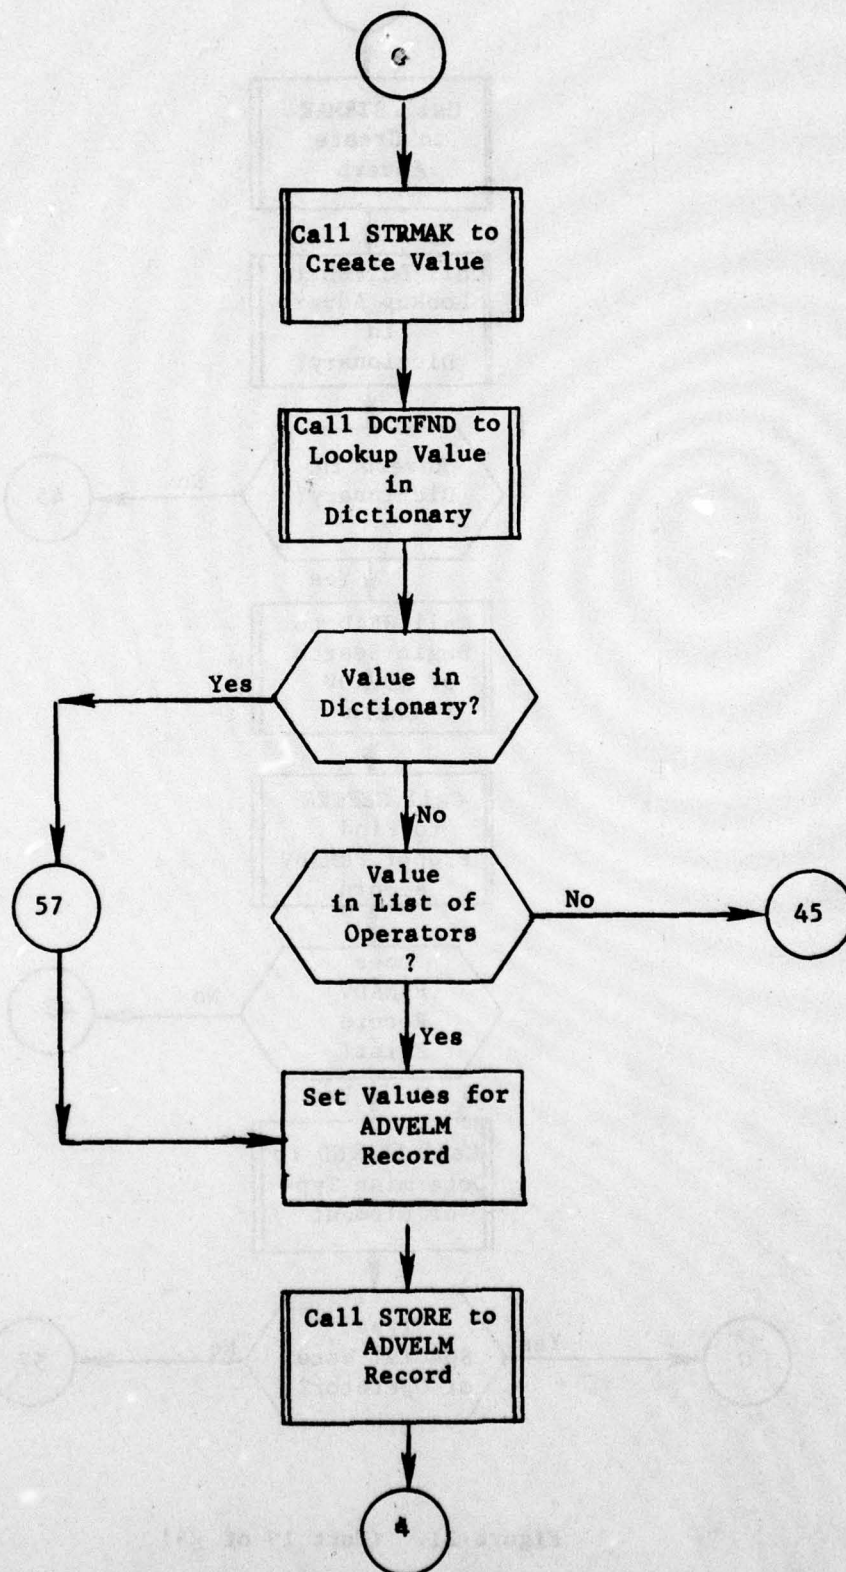 G
Call STRMAK to
Create Value
Call DCTFND to
Lookup Value
in
Dictionary
Value in
Dictionary?
Yes
No
57
Value
in List of
Operators
?
No
45
Yes
Set Values for
ADVELM
Record
Call STORE to
ADVELM
Record
4